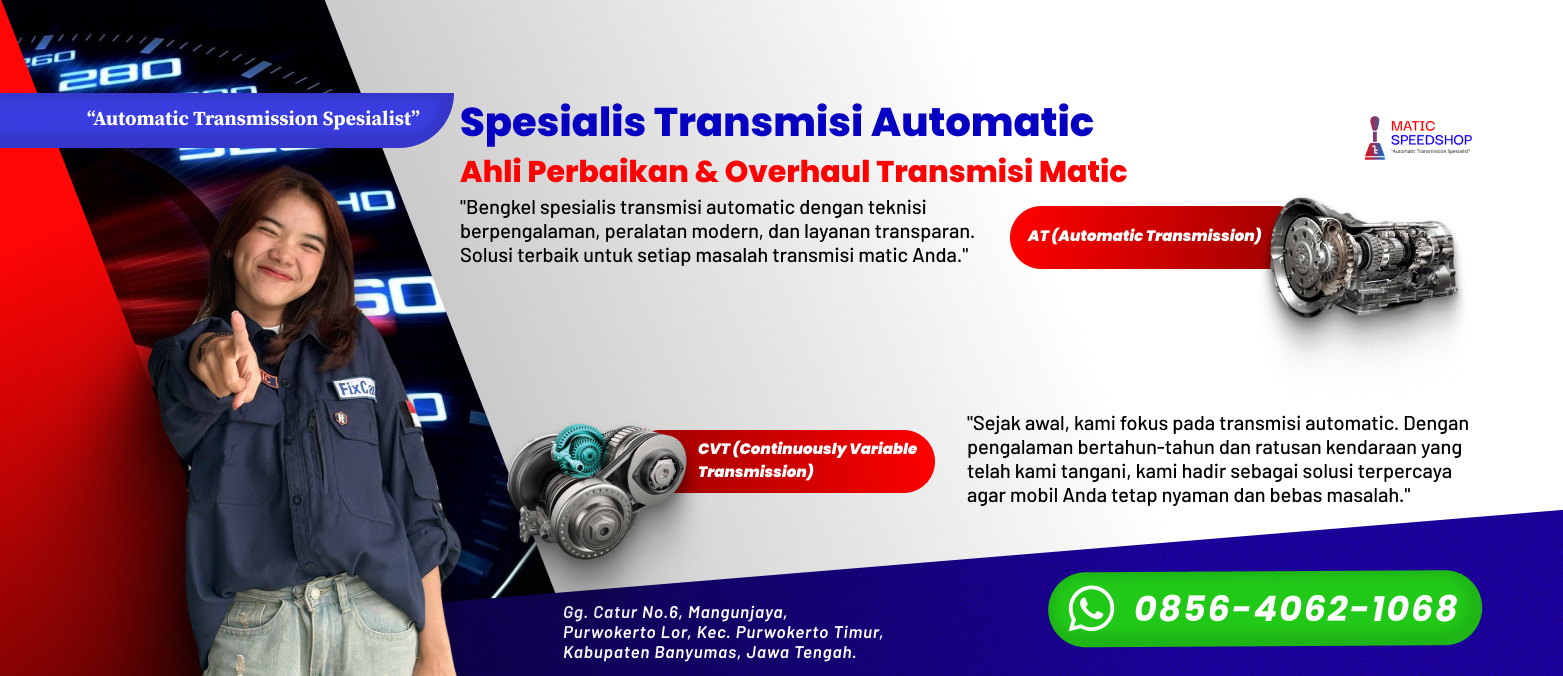 260
280
“Automatic Transmission Spesialist”
Spesialis Transmisi Automatic
Ahli Perbaikan & Overhaul Transmisi Matic
"Bengkel spesialis transmisi automatic dengan teknisi
berpengalaman, peralatan modern, dan layanan transparan.
Solusi terbaik untuk setiap masalah transmisi matic Anda."
MATIC
SPEEDSHOP
"Automatic Transmission Spesialist"
AT (Automatic Transmission)
FixCar
CVT (Continuously Variable
Transmission)
"Sejak awal, kami fokus pada transmisi automatic. Dengan
pengalaman bertahun-tahun dan ratusan kendaraan yang
telah kami tangani, kami hadir sebagai solusi terpercaya
agar mobil Anda tetap nyaman dan bebas masalah."
Gg. Catur No.6, Mangunjaya,
Purwokerto Lor, Kec. Purwokerto Timur,
Kabupaten Banyumas, Jawa Tengah.
0856-4062-1068